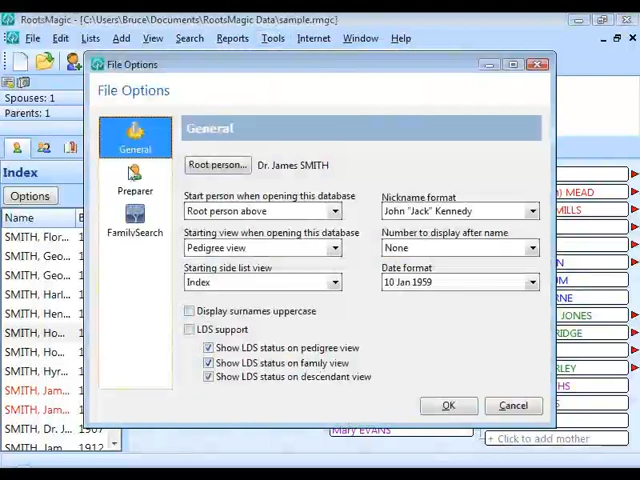 RootsMagic - [C:\Users\Bruce\Documents\RootsMagic Data\sample.rmgc]
File Edit Lists Add View Search Reports Tools Internet Window Help
Spouses: 1
Parents: 1
Index
Options
Name
SMITH, Flor...
SMITH, Geo...
SMITH, Geo...
SMITH, Harl...
SMITH, Ho...
SMITH, Ho...
SMITH, Hyr...
SMITH, Jam...
SMITH, Jam...
SMITH, Dr. J...
SMITH, Jam... 1912
File Options
File Options
General
Preparer
FamilySearch
General
Root person... Dr. James SMITH
Start person when opening this database
Root person above
Starting view when opening this database
Pedigree view
Starting side list view
Index
Nickname format
John "Jack" Kennedy
Number to display after name
None
Date format
10 Jan 1959
Display surnames uppercase
LDS support
Show LDS status on pedigree view
Show LDS status on family view
Show LDS status on descendant view
OK Cancel
MEAD
MILLS
JONES
Mary EVANS
+ Click to add mother